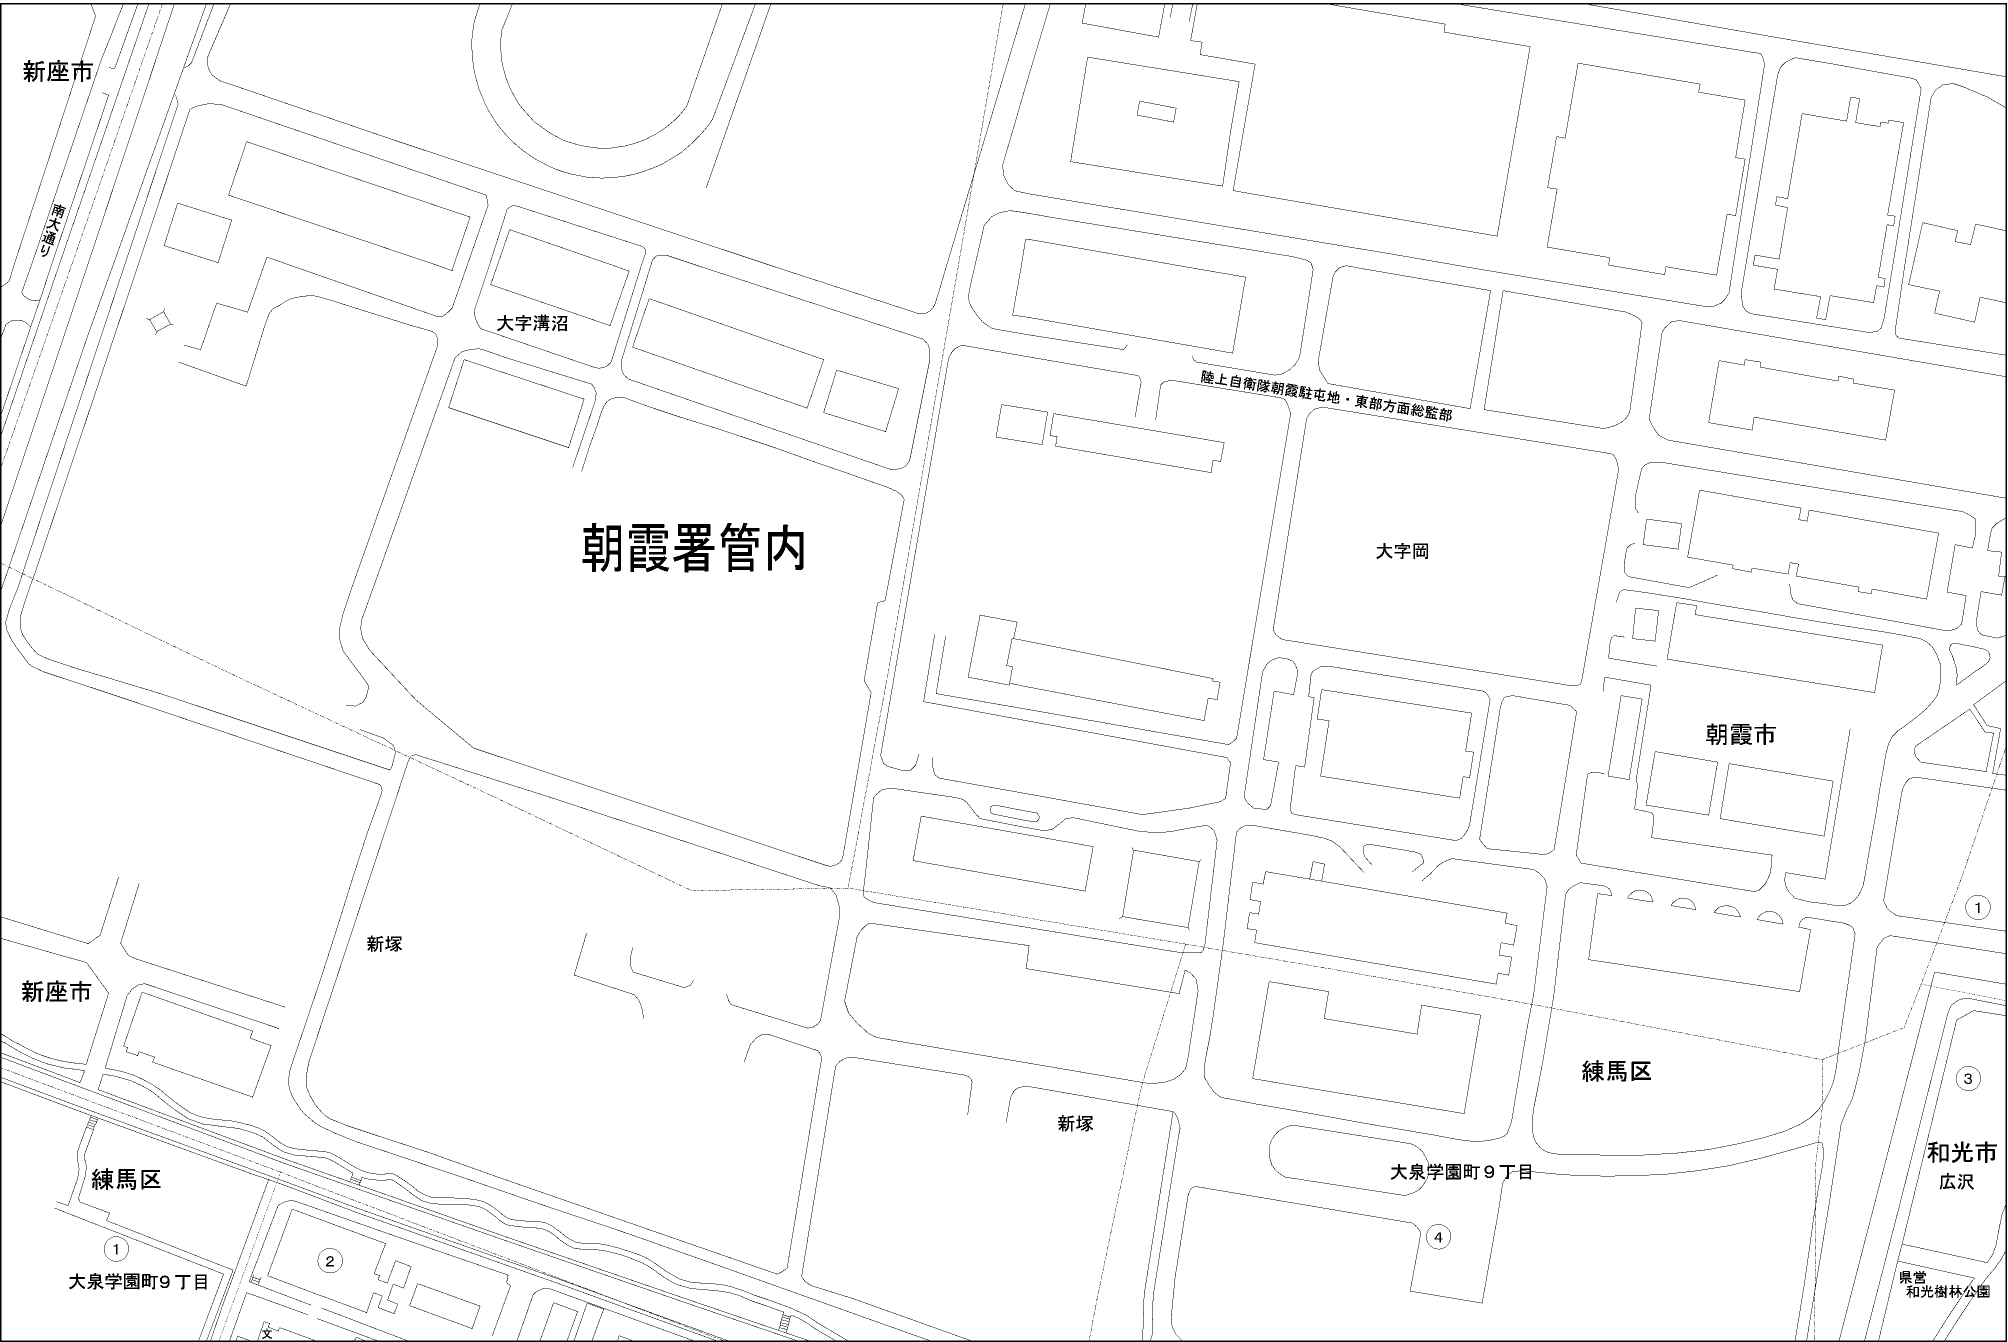 新座市
南大通り
大字溝沼
陸上自衛隊朝霞駐屯地・東部方面総監部
朝霞署管内
大字岡
朝霞市
1
新塚
新座市
練馬区
3
新塚
和光市
広沢
練馬区
大泉学園町9丁目
4
1
2
大泉学園町9丁目
県営
和光樹林公園
文